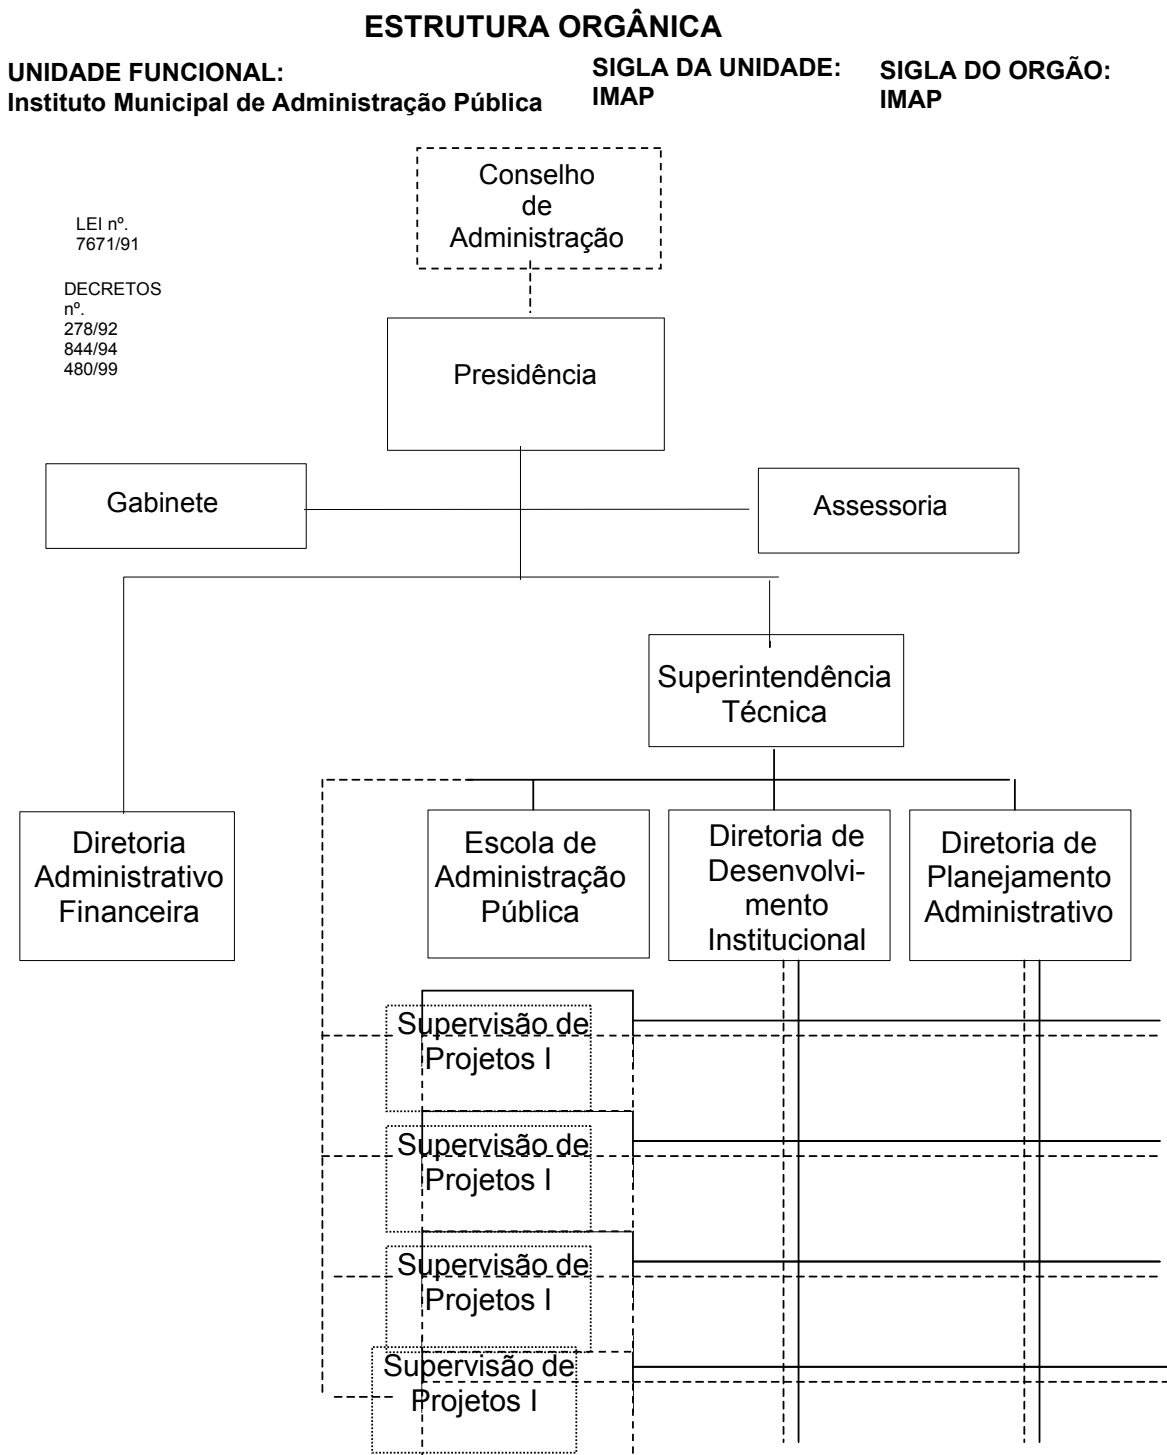 ESTRUTURA ORGÂNICA
UNIDADE FUNCIONAL:
Instituto Municipal de Administração Pública
SIGLA DA UNIDADE:
IMAP
SIGLA DO ORGÃO:
IMAP
Conselho
de
Administração
LEI nº.
7671/91
DECRETOS
nº.
278/92
844/94
480/99
Presidência
Gabinete
Assessoria
Superintendência
Técnica
Diretoria
Administrativo
Financeira
Escola de
Administração
Pública
Diretoria de
Desenvolvi-
mento
Institucional
Diretoria de
Planejamento
Administrativo
Supervisão de
Projetos I
Supervisão de
Projetos I
Supervisão de
Projetos I
Supervisão de
Projetos I